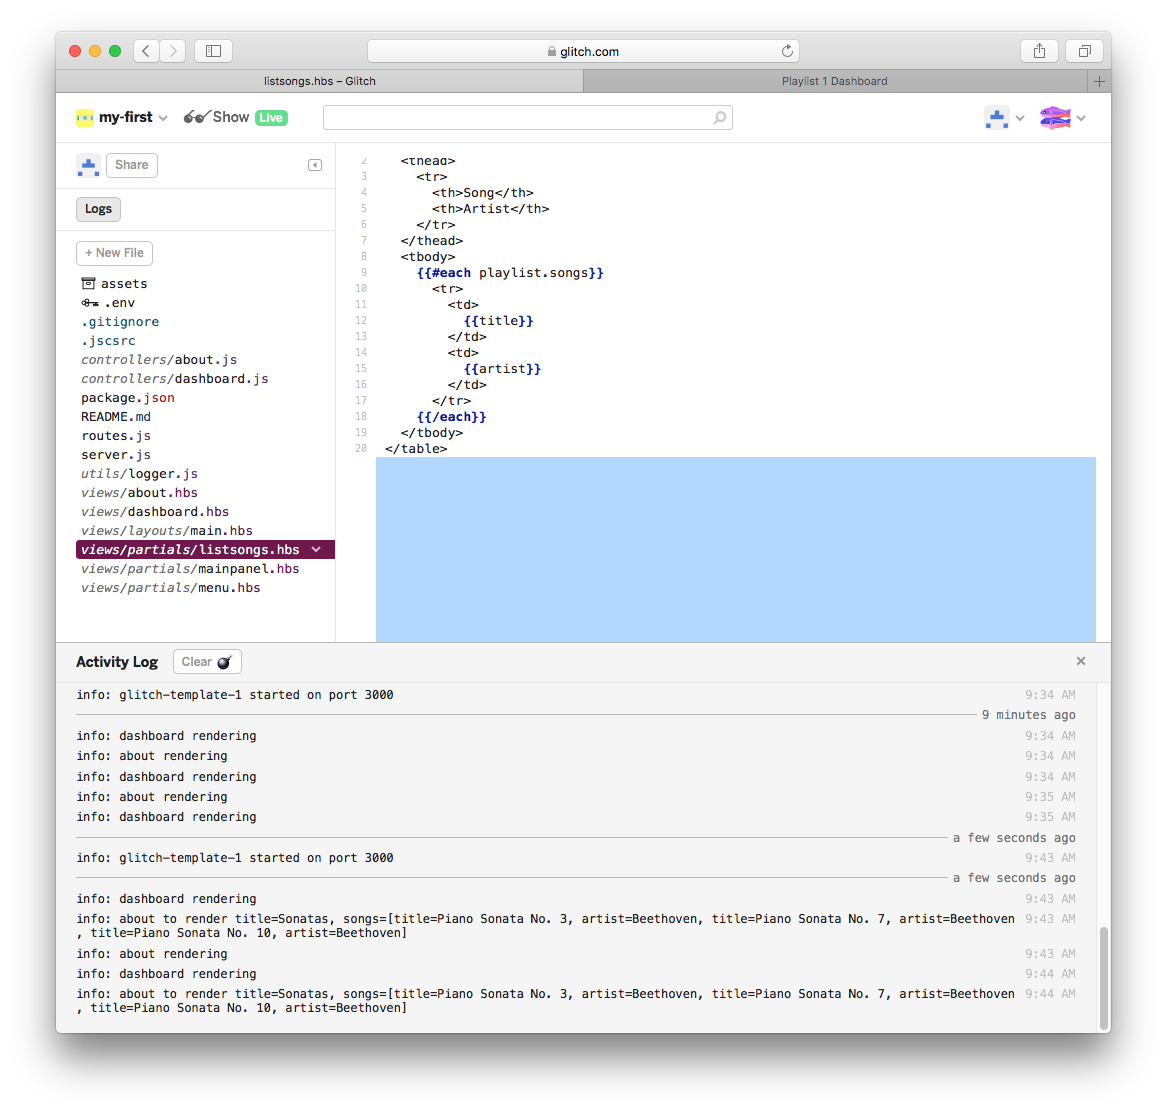 glitch.com
listsongs.hbs – Glitch
Playlist 1 Dashboard
my-first
Show
Live
Share
Logs
+ New File
assets
.env
.gitignore
.jscsrc
controllers/about.js
controllers/dashboard.js
package.json
README.md
routes.js
server.js
utils/logger.js
views/about.hbs
views/dashboard.hbs
views/layouts/main.hbs
views/partials/listsongs.hbs
views/partials/mainpanel.hbs
views/partials/menu.hbs
2 <thead>
3 <tr>
4 <th>Song</th>
5 <th>Artist</th>
6 </tr>
7 </thead>
8 <tbody>
9 {{#each playlist.songs}}
10 <tr>
11 <td>
12 {{title}}
13 </td>
14 <td>
15 {{artist}}
16 </td>
17 </tr>
18 {{/each}}
19 </tbody>
20 </table>
Activity Log
Clear
info: glitch-template-1 started on port 3000 9:34 AM
9 minutes ago
info: dashboard rendering 9:34 AM
info: about rendering 9:34 AM
info: dashboard rendering 9:34 AM
info: about rendering 9:35 AM
info: dashboard rendering 9:35 AM
a few seconds ago
info: glitch-template-1 started on port 3000 9:43 AM
a few seconds ago
info: dashboard rendering 9:43 AM
info: about to render title=Sonatas, songs=[title=Piano Sonata No. 3, artist=Beethoven, title=Piano Sonata No. 7, artist=Beethoven 9:43 AM
, title=Piano Sonata No. 10, artist=Beethoven]
info: about rendering 9:43 AM
info: dashboard rendering 9:44 AM
info: about to render title=Sonatas, songs=[title=Piano Sonata No. 3, artist=Beethoven, title=Piano Sonata No. 7, artist=Beethoven 9:44 AM
, title=Piano Sonata No. 10, artist=Beethoven]